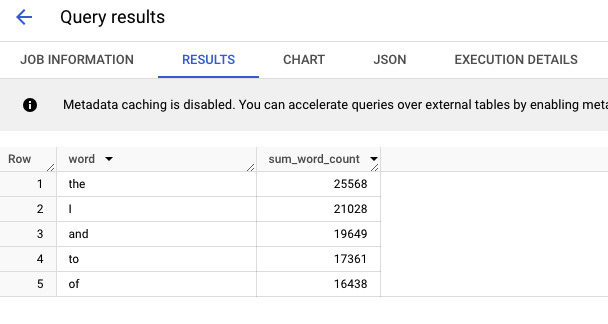 Query results
JOB INFORMATION RESULTS CHART JSON EXECUTION DETAILS
Metadata caching is disabled. You can accelerate queries over external tables by enabling
Row word sum_word_count
1 the 25568
2 I 21028
3 and 19649
4 to 17361
5 of 16438